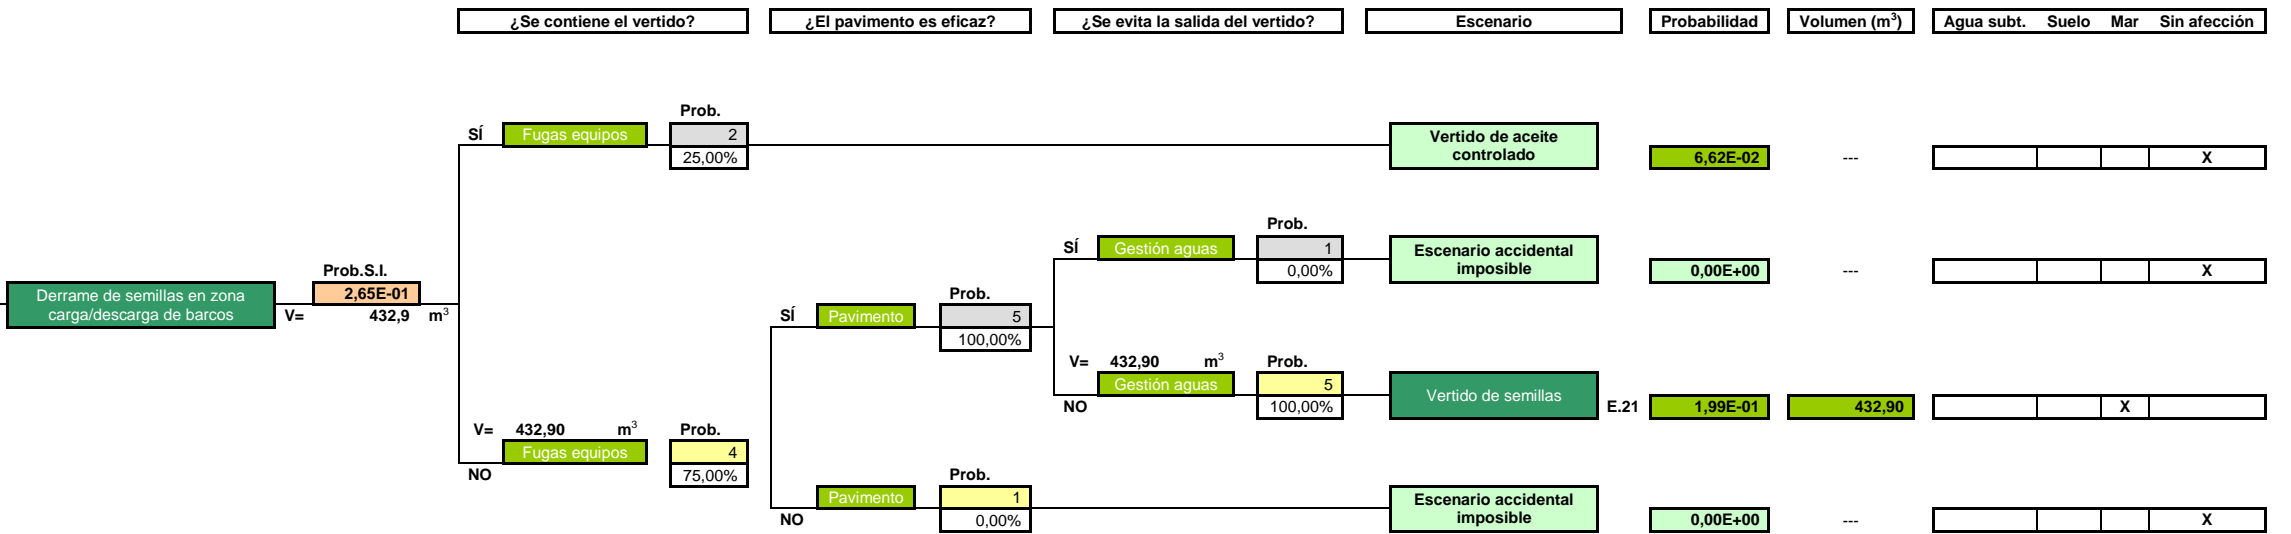 ¿Se contiene el vertido? ¿El pavimento es eficaz? ¿Se evita la salida del vertido? Escenario Probabilidad Volumen (m³) Agua subt. Suelo Mar Sin afección
Prob.
SÍ Fugas equipos 2 Vertido de aceite
25,00% controlado 6,62E-02 --- X
Prob.
SÍ Gestión aguas 1 Escenario accidental
0,00% imposible 0,00E+00 --- X
Prob.S.I.
Derrame de semillas en zona 2,65E-01
carga/descarga de barcos V= 432,9 m³
Prob.
SÍ Pavimento 5
100,00%
V= 432,90 m³ Prob.
Gestión aguas 5 Vertido de semillas
NO 100,00% E.21 1,99E-01 432,90 X
V= 432,90 m³ Prob.
Fugas equipos 4
NO 75,00%
Prob.
Pavimento 1 Escenario accidental
NO 0,00% imposible 0,00E+00 --- X